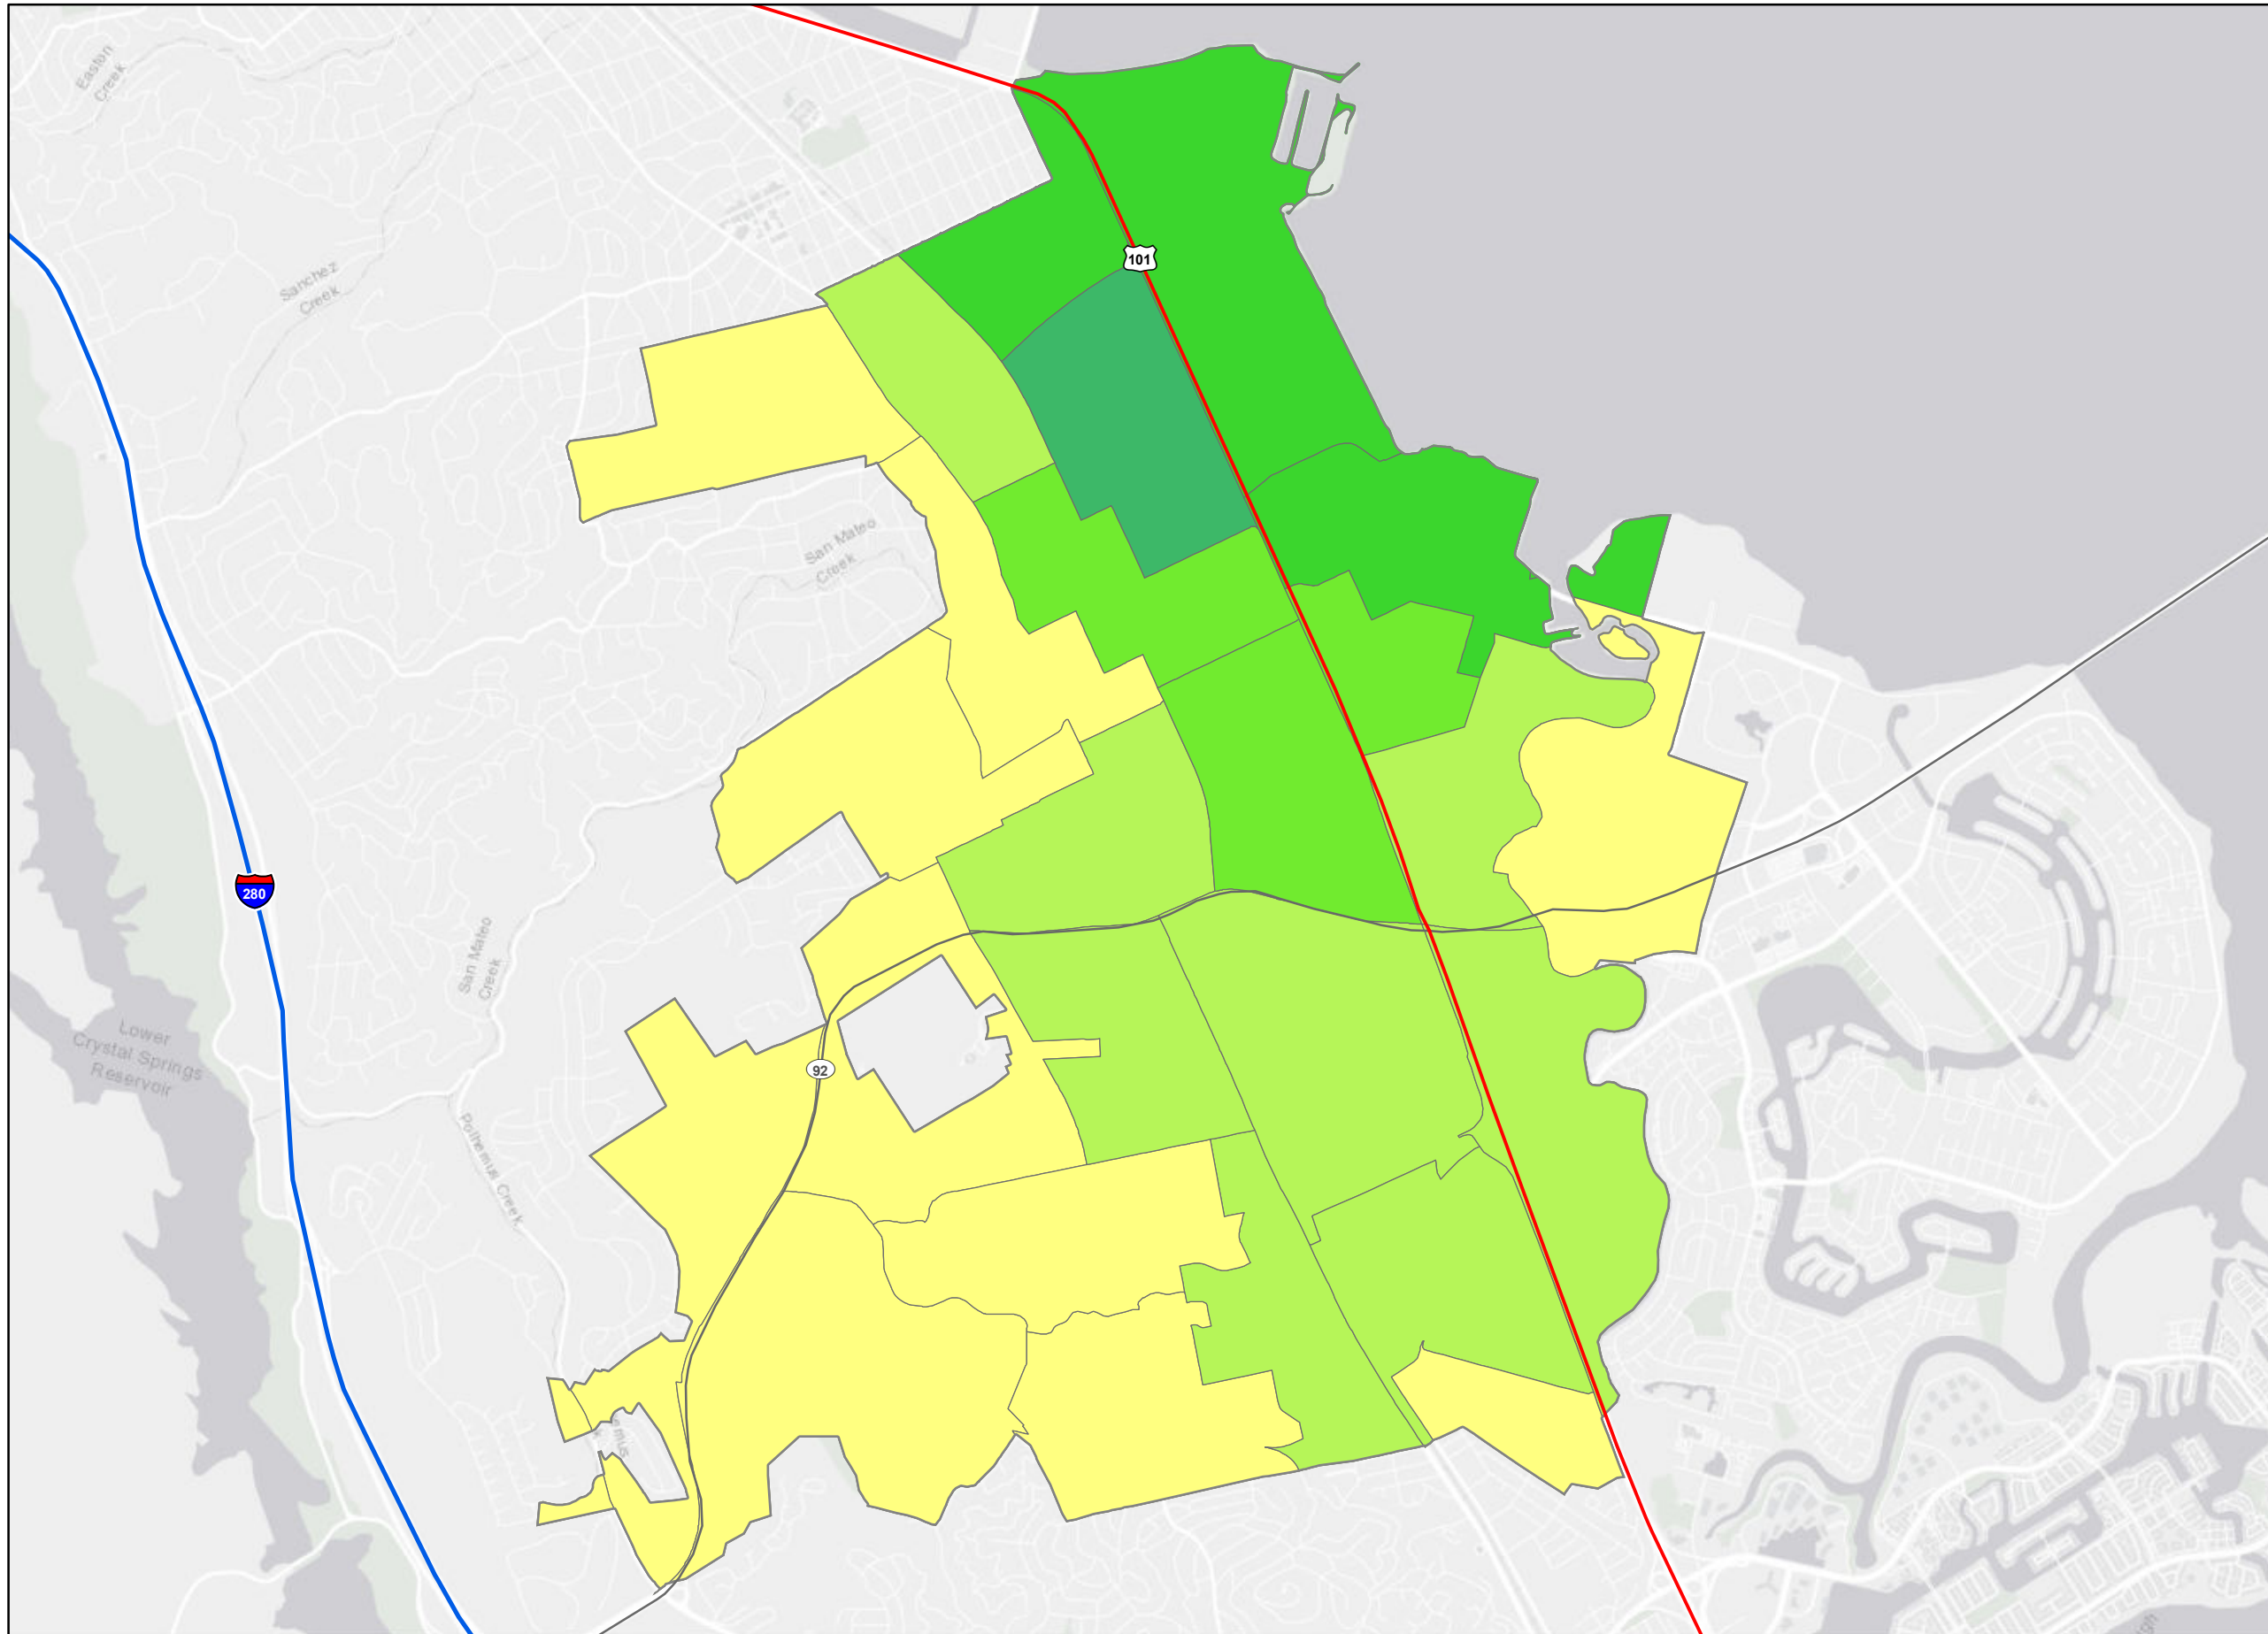 Easton
Creek
101
Sanchez
Creek
San Mateo
Creek
280
San Mateo
Creek
Lower
Crystal Springs
Reservoir
92
Polhemus Creek